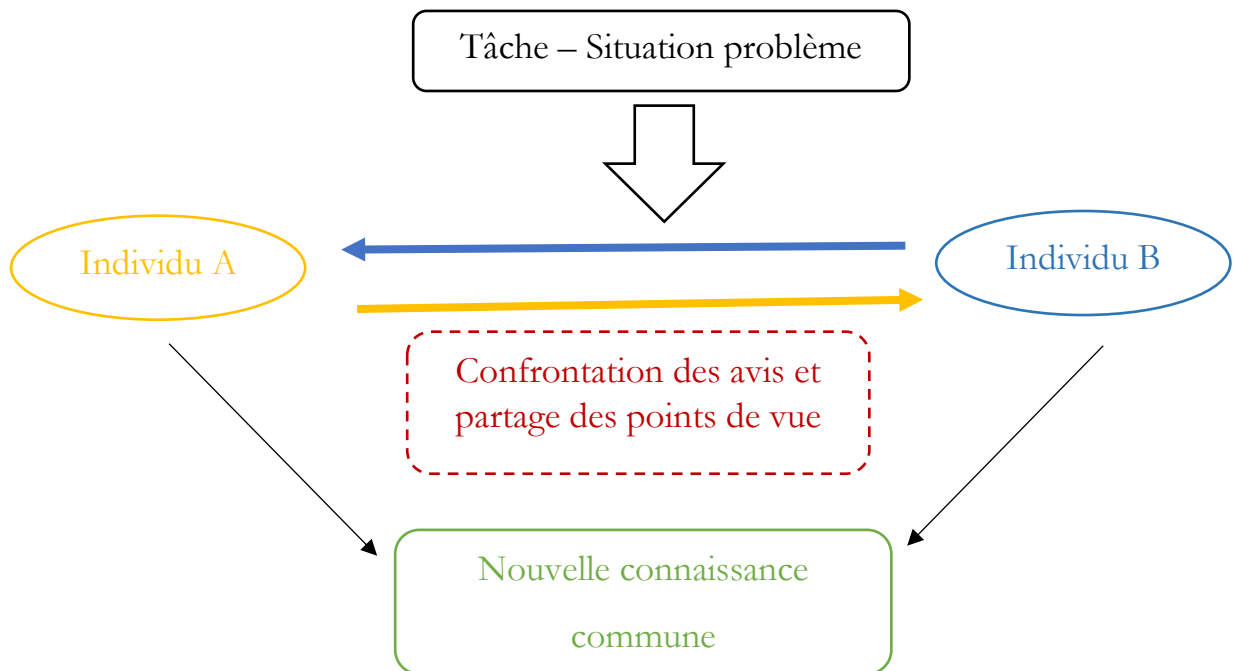 Tâche – Situation problème
Individu A
Individu B
Confrontation des avis et
partage des points de vue
Nouvelle connaissance
commune